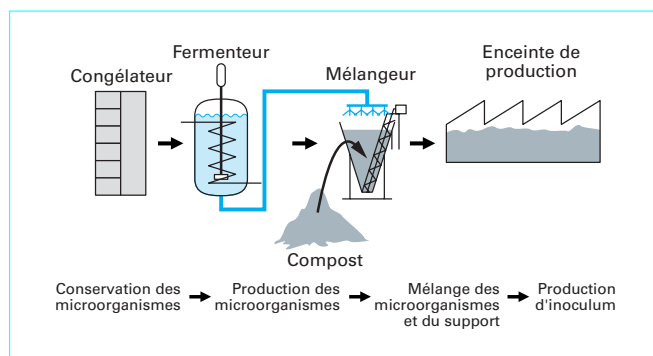 Congélateur
Fermenteur
Mélangeur
Enceinte de
production
Compost
Conservation des
microorganismes
Production des
microorganismes
Mélange des
microorganismes
et du support
Production
d'inoculum